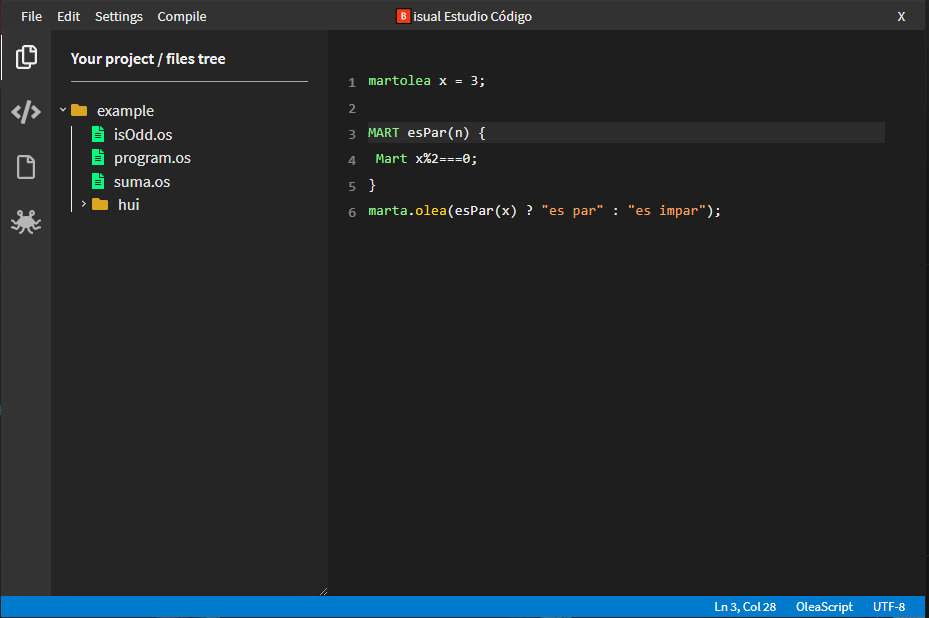 File Edit Settings Compile
B isual Estudio Código
X
Your project / files tree
example
isOdd.os
program.os
suma.os
hui
1 martolea x = 3;
2
3 MART esPar(n) {
4 Mart x%2===0;
5 }
6 marta.olea(esPar(x) ? "es par" : "es impar");
Ln 3, Col 28 OleaScript UTF-8